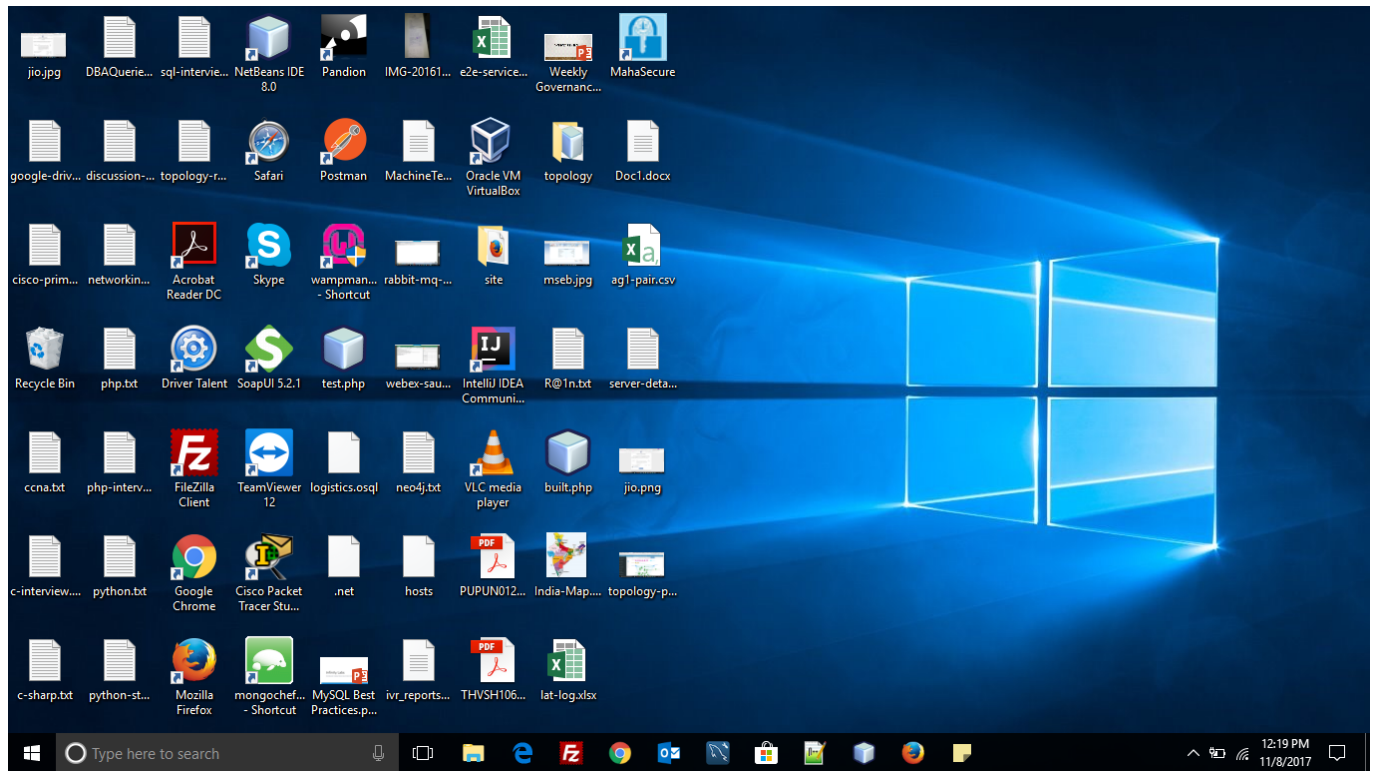 jio.jpg
DBAQuerie...
sql-intervie...
NetBeans IDE
8.0
Pandion
IMG-20161...
e2e-service...
Weekly
Governanc...
MahaSecure
google-driv...
discussion-...
topology-r...
Safari
Postman
MachineTe...
Oracle VM
VirtualBox
topology
Doc1.docx
cisco-prim...
networkin...
Acrobat
Reader DC
Skype
wampman...
- Shortcut
rabbit-mq-...
site
mseb.jpg
ag1-pair.csv
Recycle Bin
php.txt
Driver Talent
SoapUI 5.2.1
test.php
webex-sau...
IntelliJ IDEA
Communi...
R@1n.txt
server-deta...
ccna.txt
php-interv...
FileZilla
Client
TeamViewer
12
logistics.osql
neo4j.txt
VLC media
player
built.php
jio.png
c-interview....
python.txt
Google
Chrome
Cisco Packet
Tracer Stu...
.net
hosts
PDF
PUPUN012...
India-Map....
topology-p...
c-sharp.txt
python-st...
Mozilla
Firefox
mongochef...
- Shortcut
MySQL Best
Practices.p...
ivr_reports...
PDF
THVSH106...
lat-log.xlsx
Type here to search
12:19 PM
11/8/2017